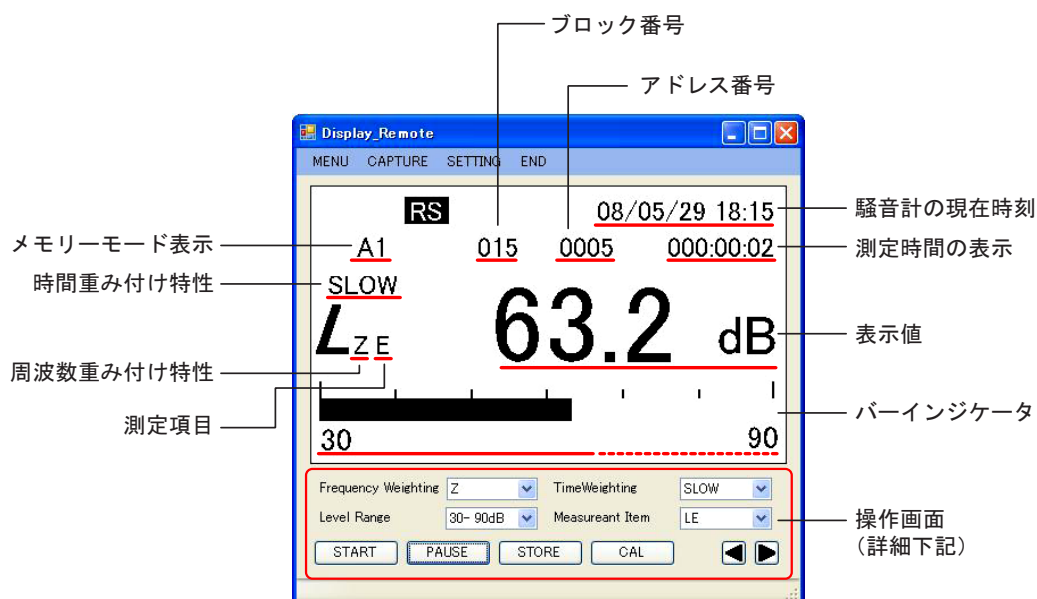 ブロック番号
アドレス番号
Display_Remote
MENU CAPTURE SETTING END
RS 08/05/29 18:15 騒音計の現在時刻
メモリーモード表示 A1 015 0005 000:00:02 測定時間の表示
時間重み付け特性 SLOW
L Z E 63.2 dB 表示値
周波数重み付け特性
測定項目 バーインジケータ
30 90
Frequency Weighting Z TimeWeighting SLOW
Level Range 30- 90dB Measureant Item LE 操作画面
(詳細下記)
START PAUSE STORE CAL